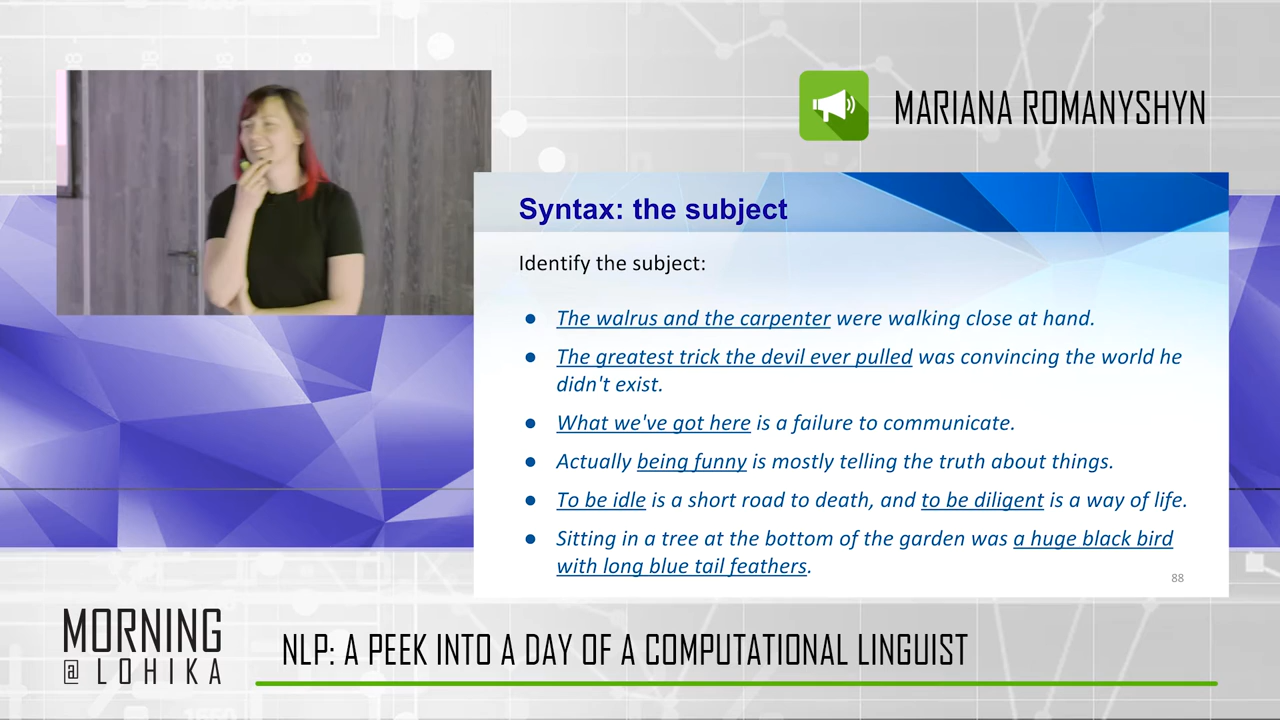 MARIANA ROMANYSHYN
Syntax: the subject
Identify the subject:
● The walrus and the carpenter were walking close at hand.
● The greatest trick the devil ever pulled was convincing the world he
didn't exist.
● What we've got here is a failure to communicate.
● Actually being funny is mostly telling the truth about things.
● To be idle is a short road to death, and to be diligent is a way of life.
● Sitting in a tree at the bottom of the garden was a huge black bird
with long blue tail feathers.
88
MORNING
@ LOHIKA
NLP: A PEEK INTO A DAY OF A COMPUTATIONAL LINGUIST